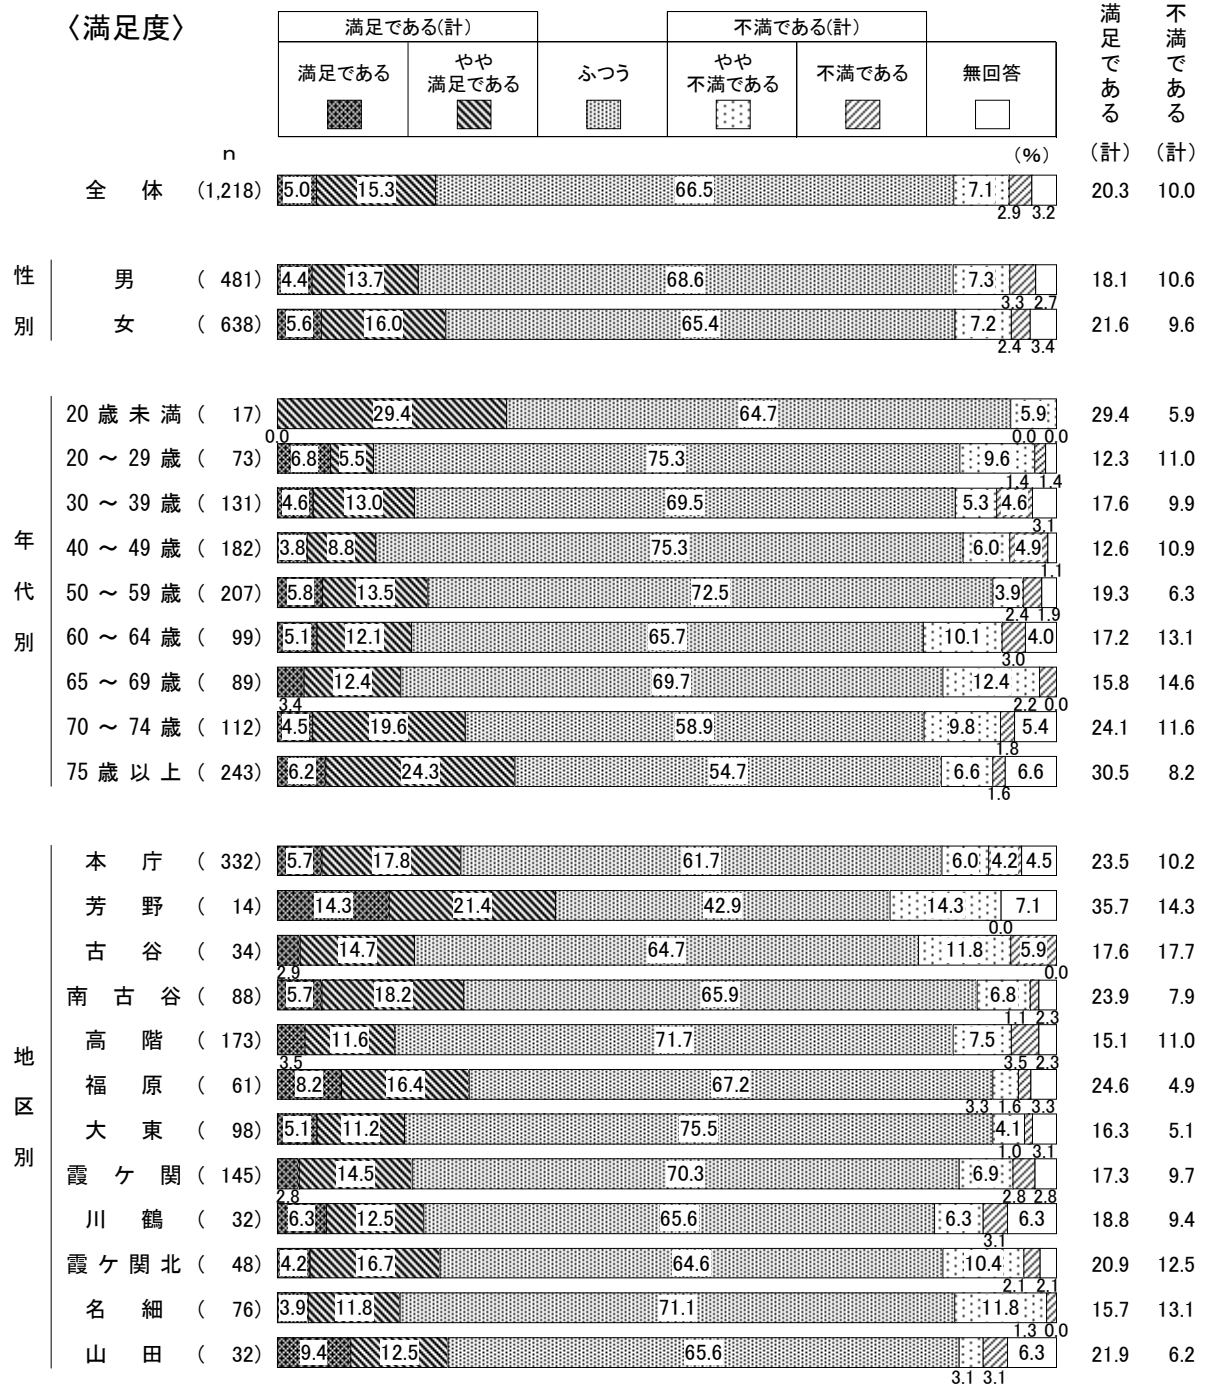 〈満足度〉
満足である(計) 不満である(計)
満足である やや満足である ふつう やや不満である 不満である 無回答
満足である(計) 不満である(計)
n (%)
全体 (1,218) 5.0 15.3 66.5 7.1 2.9 3.2 20.3 10.0
性別
男 (481) 4.4 13.7 68.6 7.3 3.3 2.7 18.1 10.6
女 (638) 5.6 16.0 65.4 7.2 2.4 3.4 21.6 9.6
年代別
20歳未満 (17) 0.0 29.4 64.7 5.9 0.0 0.0 29.4 5.9
20～29歳 (73) 6.8 5.5 75.3 9.6 1.4 1.4 12.3 11.0
30～39歳 (131) 4.6 13.0 69.5 5.3 4.6 3.1 17.6 9.9
40～49歳 (182) 3.8 8.8 75.3 6.0 4.9 1.1 12.6 10.9
50～59歳 (207) 5.8 13.5 72.5 3.9 2.4 1.9 19.3 6.3
60～64歳 (99) 5.1 12.1 65.7 10.1 3.0 4.0 17.2 13.1
65～69歳 (89) 3.4 12.4 69.7 12.4 2.2 0.0 15.8 14.6
70～74歳 (112) 4.5 19.6 58.9 9.8 1.8 5.4 24.1 11.6
75歳以上 (243) 6.2 24.3 54.7 6.6 1.6 6.6 30.5 8.2
地区別
本庁 (332) 5.7 17.8 61.7 6.0 4.2 4.5 23.5 10.2
芳野 (14) 14.3 21.4 42.9 14.3 0.0 7.1 35.7 14.3
古谷 (34) 2.9 14.7 64.7 11.8 5.9 0.0 17.6 17.7
南古谷 (88) 5.7 18.2 65.9 6.8 1.1 2.3 23.9 7.9
高階 (173) 3.5 11.6 71.7 7.5 3.5 2.3 15.1 11.0
福原 (61) 8.2 16.4 67.2 3.3 1.6 3.3 24.6 4.9
大東 (98) 5.1 11.2 75.5 4.1 1.0 3.1 16.3 5.1
霞ケ関 (145) 2.8 14.5 70.3 6.9 2.8 2.8 17.3 9.7
川鶴 (32) 6.3 12.5 65.6 6.3 3.1 6.3 18.8 9.4
霞ケ関北 (48) 4.2 16.7 64.6 10.4 2.1 2.1 20.9 12.5
名細 (76) 3.9 11.8 71.1 11.8 1.3 0.0 15.7 13.1
山田 (32) 9.4 12.5 65.6 3.1 3.1 6.3 21.9 6.2